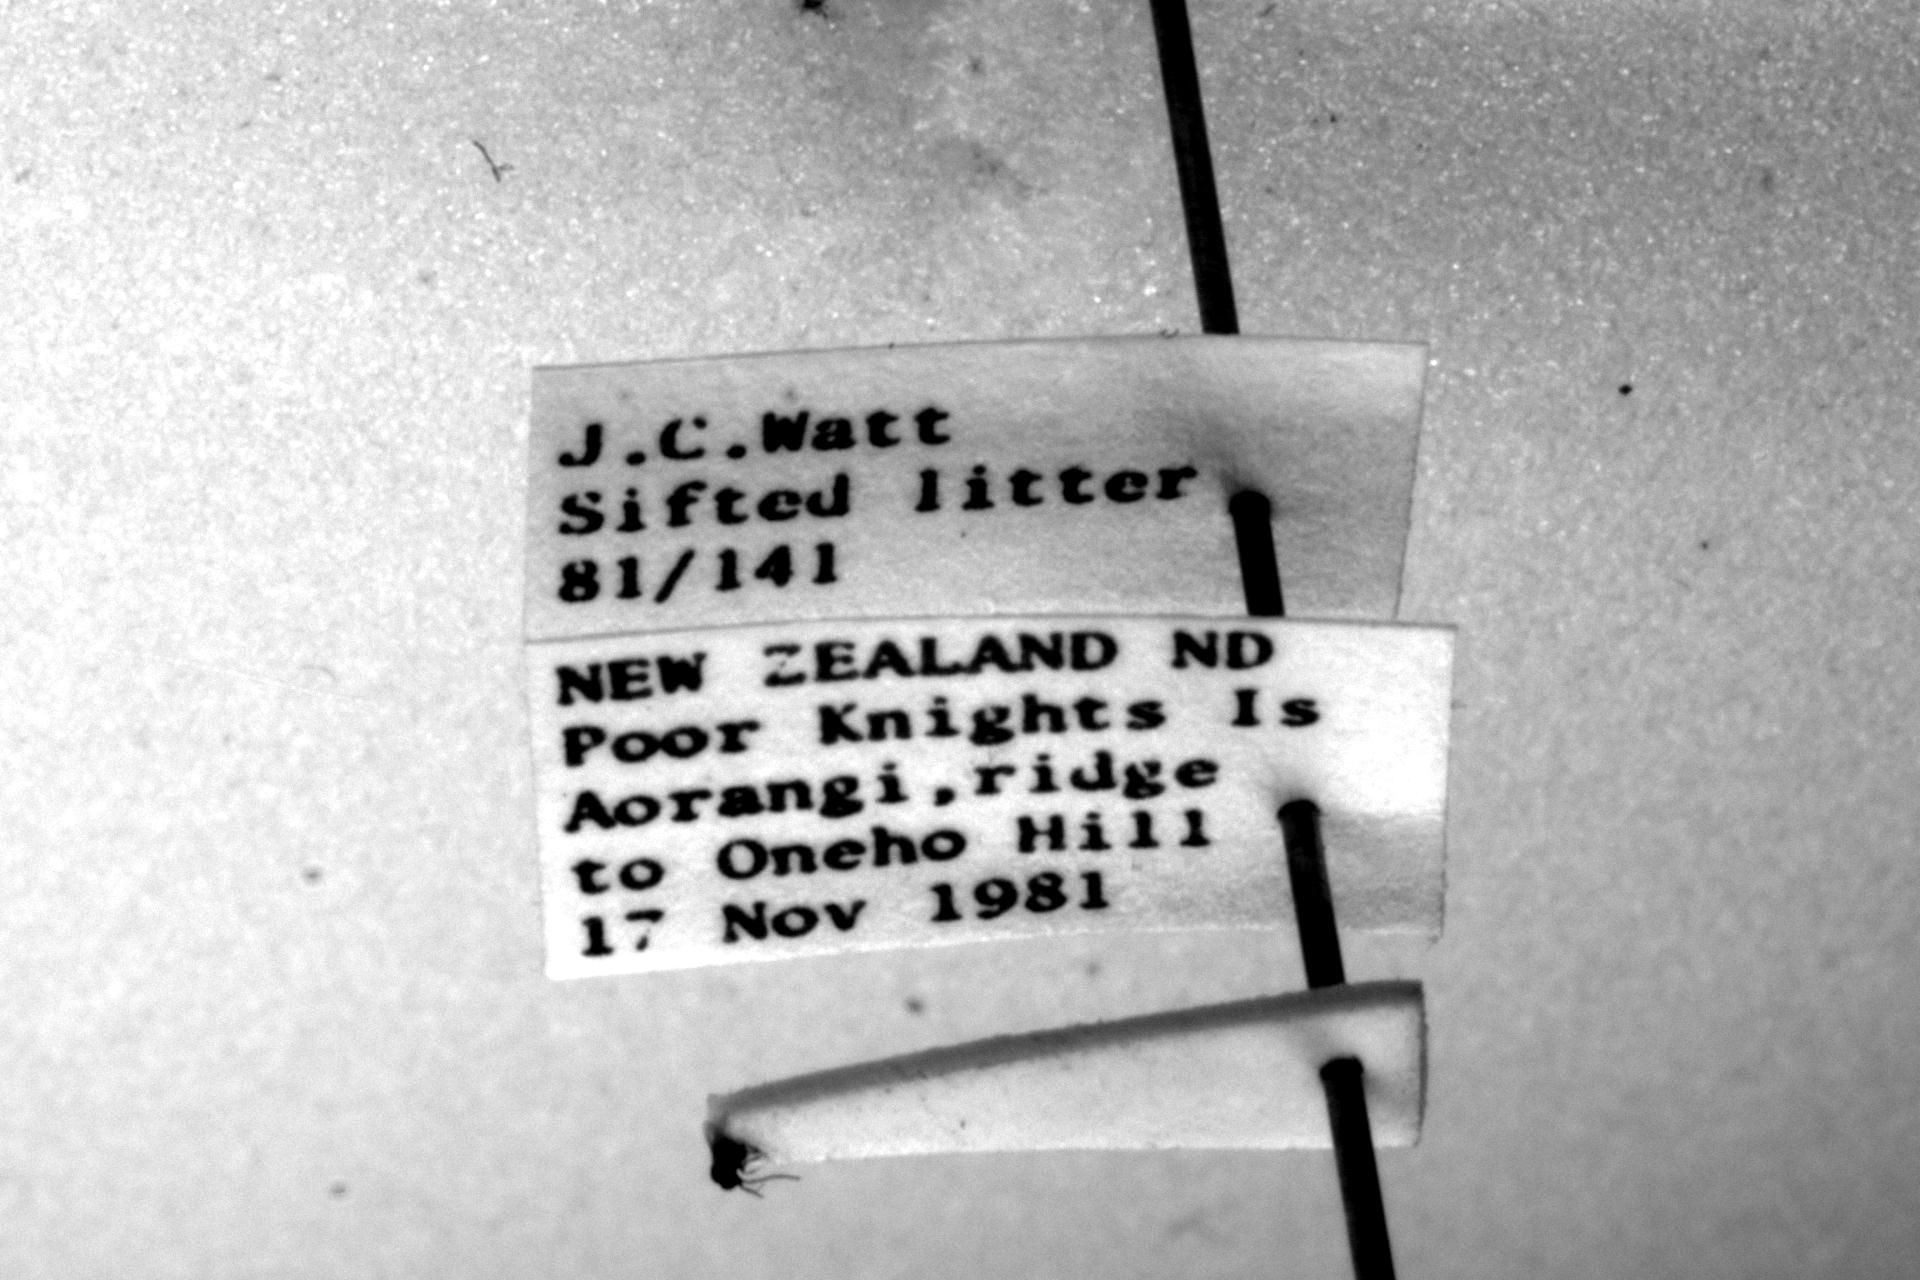 J.C.Watt
Sifted litter
81/141
NEW ZEALAND ND
Poor Knights Is
Aorangi,ridge
to Oneho Hill
17 Nov 1981